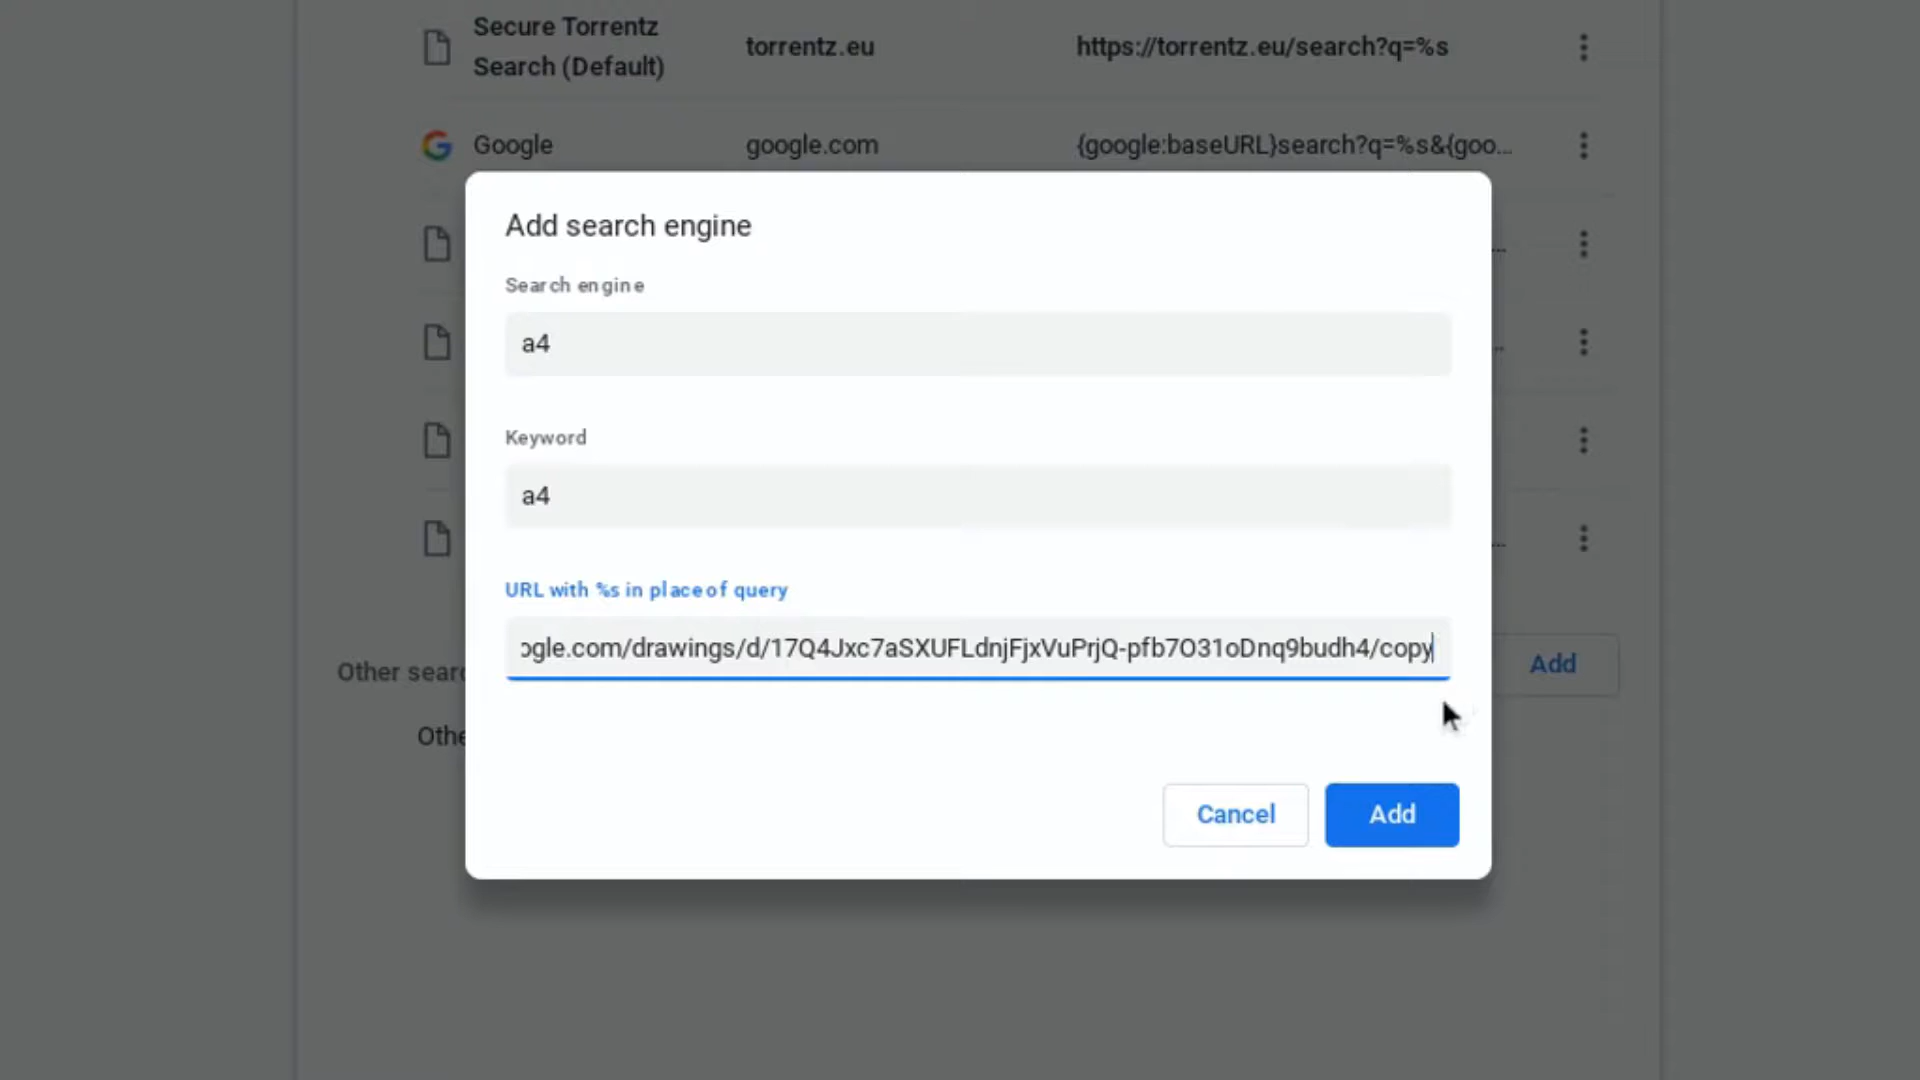 Secure Torrentz
Search (Default)
torrentz.eu
https://torrentz.eu/search?q=%s
Google
google.com
{google:baseURL}search?q=%s&{goo...
Add search engine
Search engine
a4
Keyword
a4
URL with %s in place of query
ogle.com/drawings/d/17Q4Jxc7aSXUFLdnjFjxVuPrjQ-pfb7O31oDnq9budh4/copy
Other sear
Add
Othe
Cancel
Add